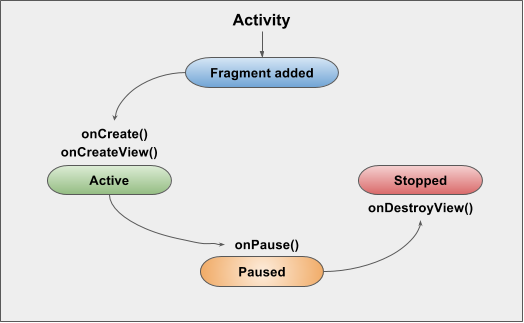 Activity
Fragment added
onCreate()
onCreateView()
Active
Stopped
onDestroyView()
onPause()
Paused